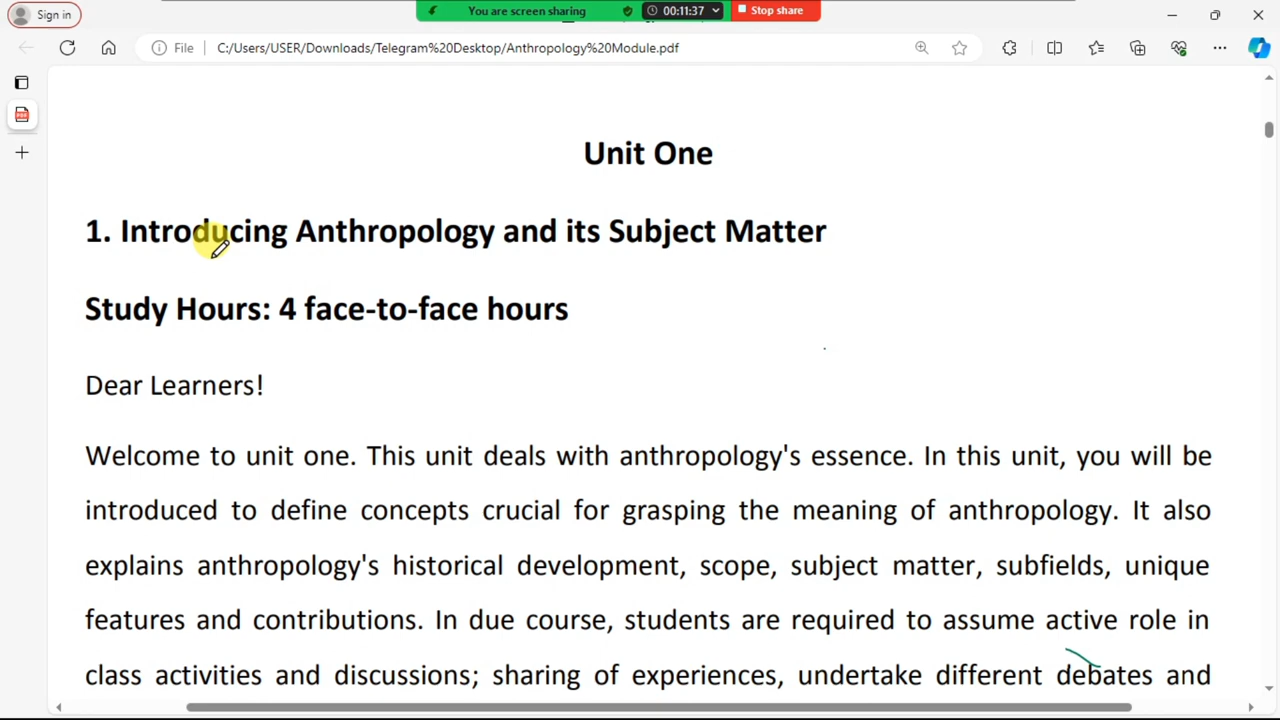 Sign in
You are screen sharing
00:11:37
Stop share
File
C:/Users/USER/Downloads/Telegram%20Desktop/Anthropology%20Module.pdf
PDF
Unit One
1. Introducing Anthropology and its Subject Matter
Study Hours: 4 face-to-face hours
Dear Learners!
Welcome to unit one. This unit deals with anthropology's essence. In this unit, you will be
introduced to define concepts crucial for grasping the meaning of anthropology. It also
explains anthropology's historical development, scope, subject matter, subfields, unique
features and contributions. In due course, students are required to assume active role in
class activities and discussions; sharing of experiences, undertake different debates and